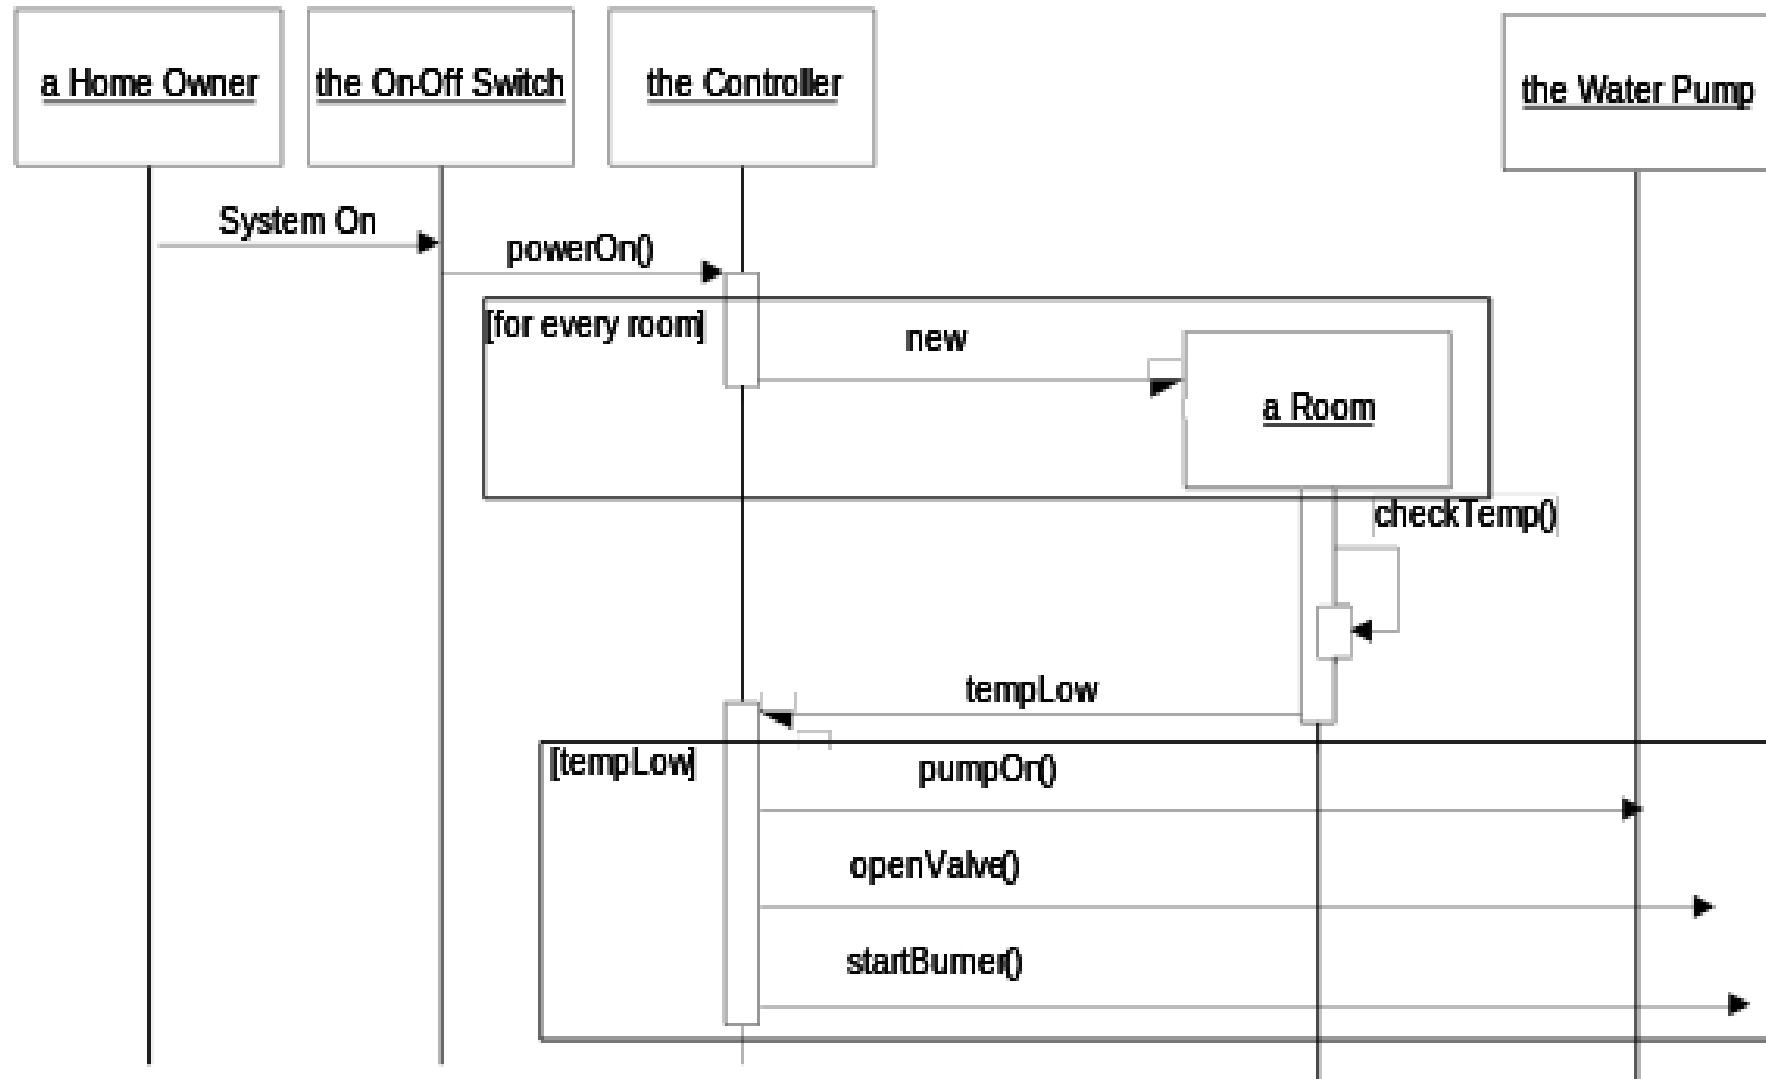 a Home Owner
the On-Off Switch
the Controller
the Water Pump
System On
powerOn()
[for every room]
new
a Room
checkTemp()
tempLow
[tempLow]
pumpOn()
openValve()
startBurner()